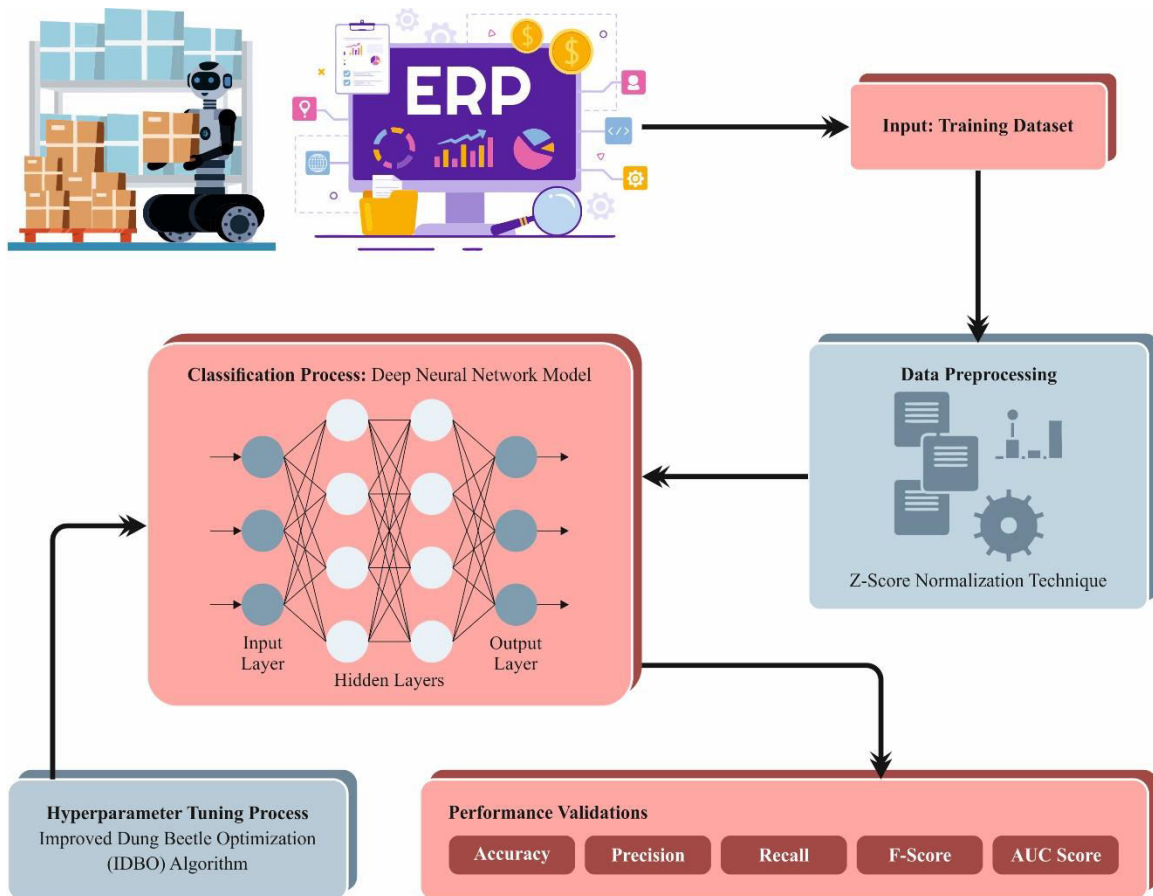 ERP
$
$
</>
Input: Training Dataset
Data Preprocessing
Z-Score Normalization Technique
Classification Process: Deep Neural Network Model
Input
Layer
Hidden Layers
Output
Layer
Hyperparameter Tuning Process
Improved Dung Beetle Optimization
(IDBO) Algorithm
Performance Validations
Accuracy
Precision
Recall
F-Score
AUC Score